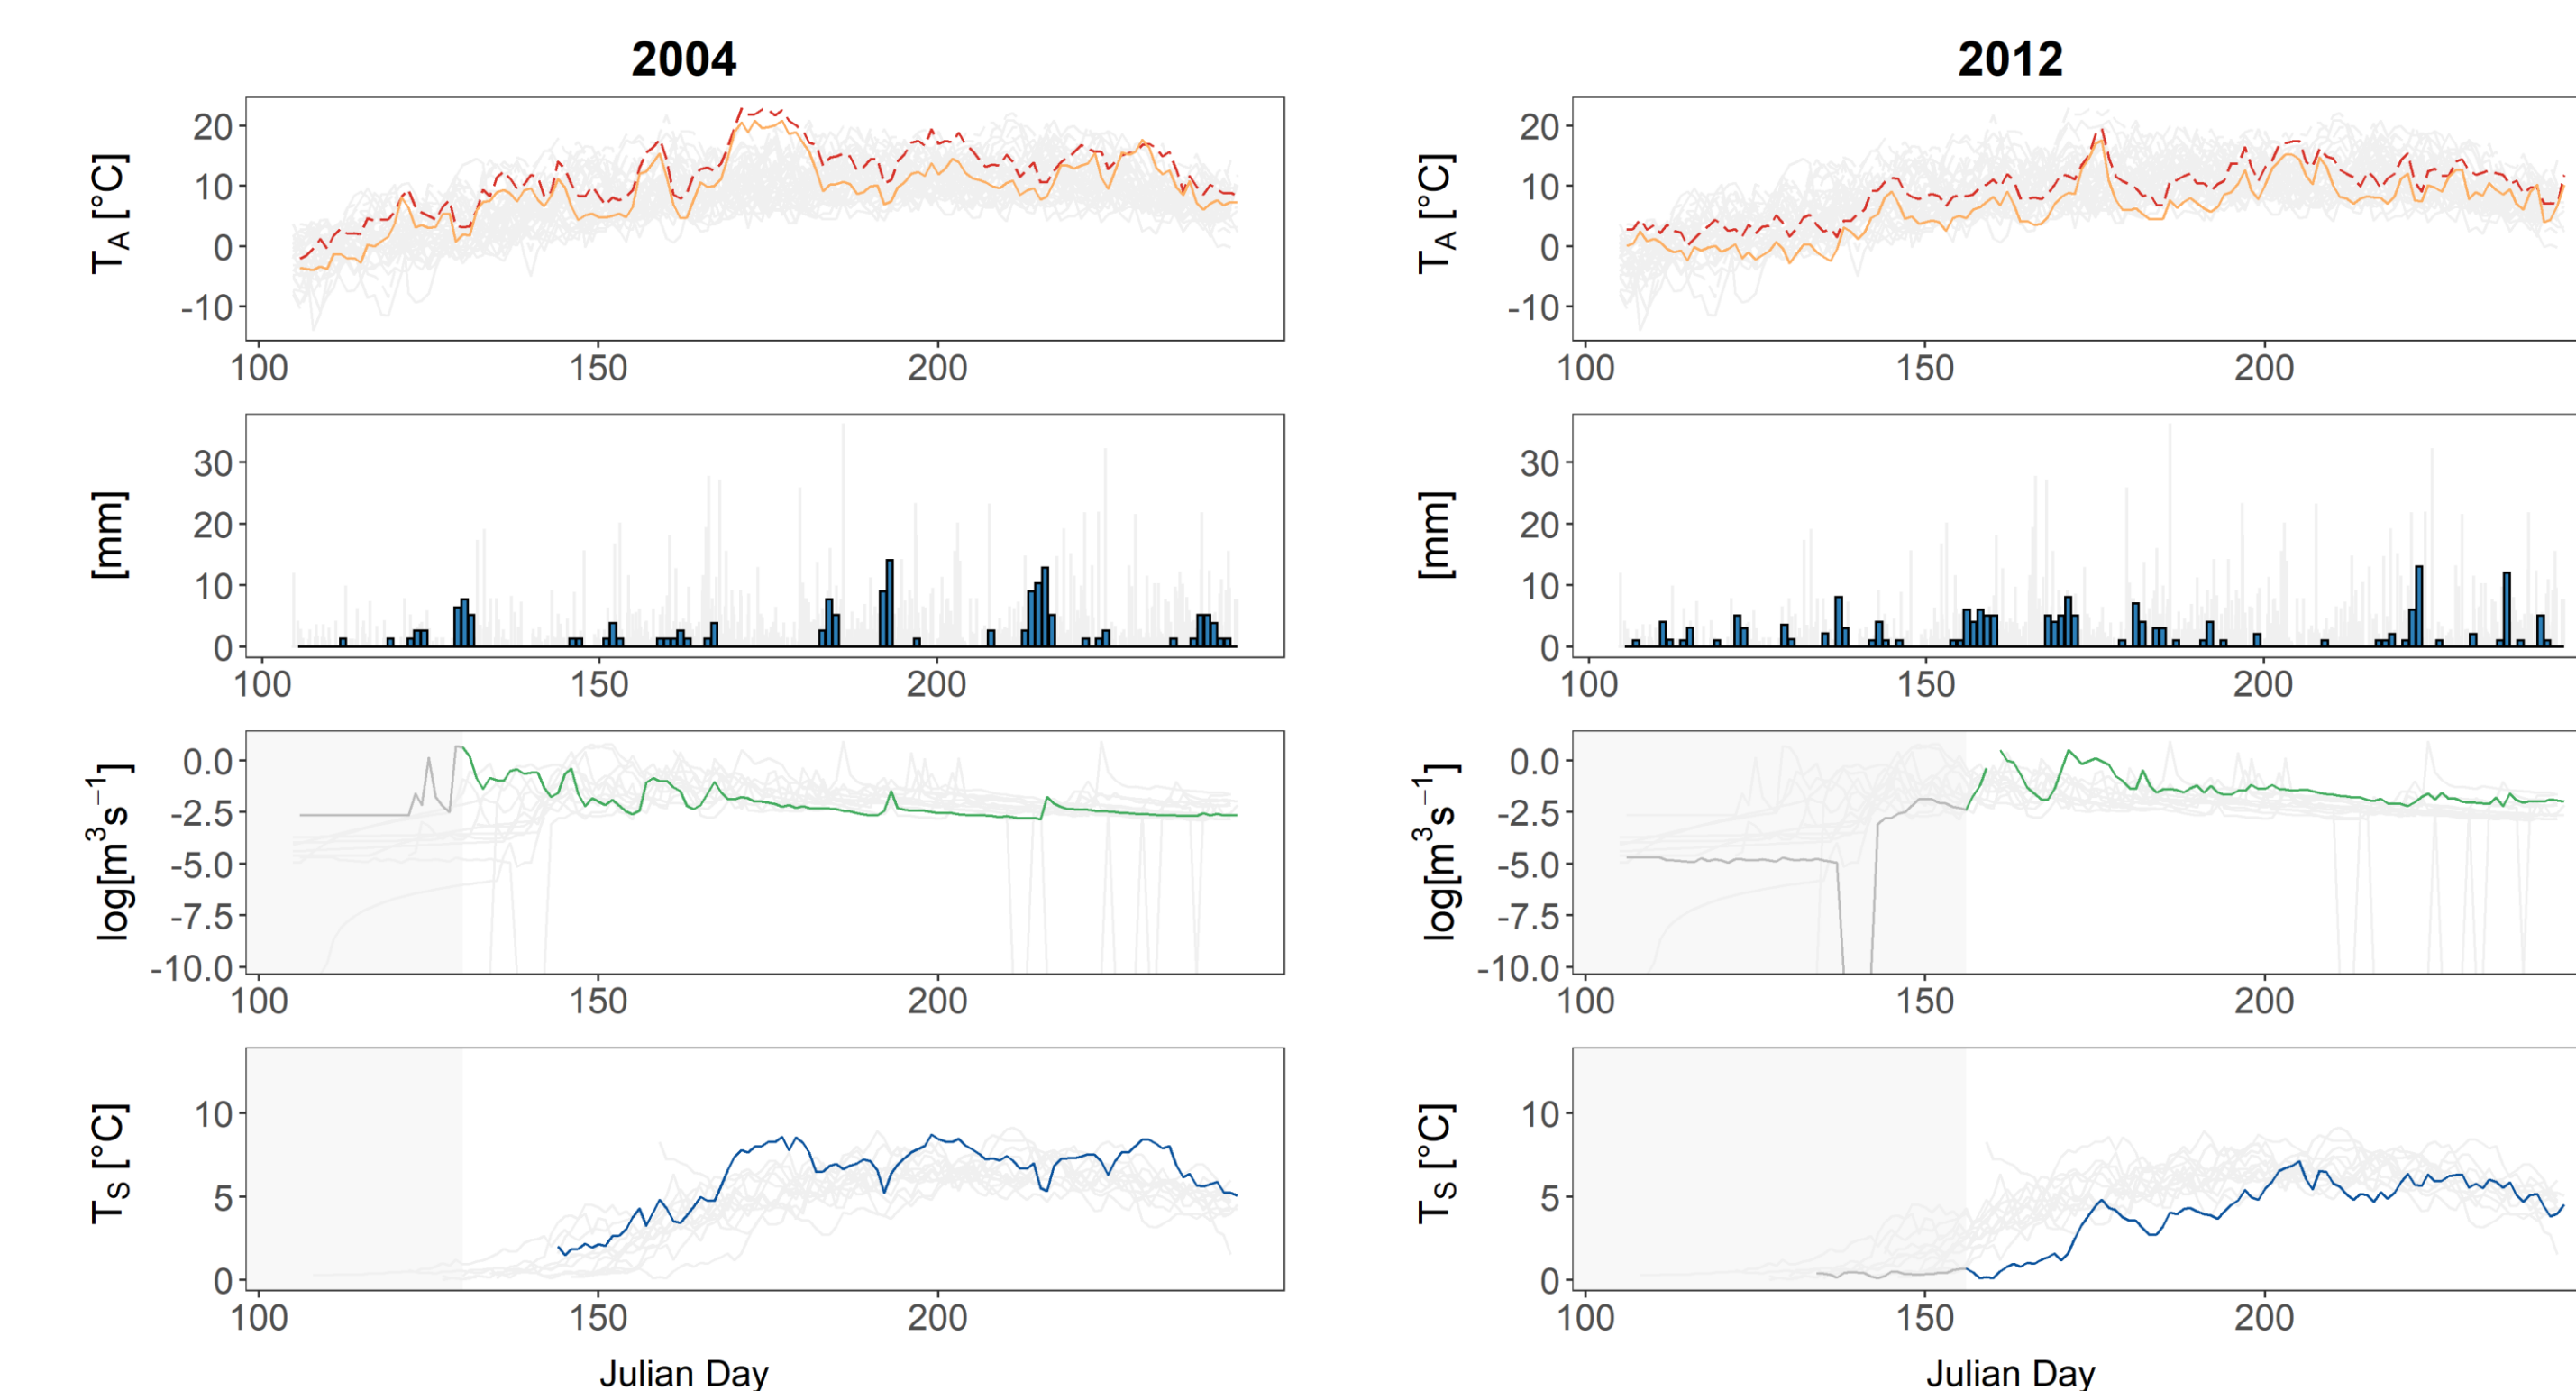 2004 2012
T A [°C] 20 10 0 -10 T A [°C] 20 10 0 -10
100 150 200 100 150 200
[mm] 30 20 10 0 [mm] 30 20 10 0
100 150 200 100 150 200
log[m³s⁻¹] 0.0 -2.5 -5.0 -7.5 -10.0 log[m³s⁻¹] 0.0 -2.5 -5.0 -7.5 -10.0
100 150 200 100 150 200
T S [°C] 10 5 0 T S [°C] 10 5 0
100 150 200 100 150 200
Julian Day Julian Day